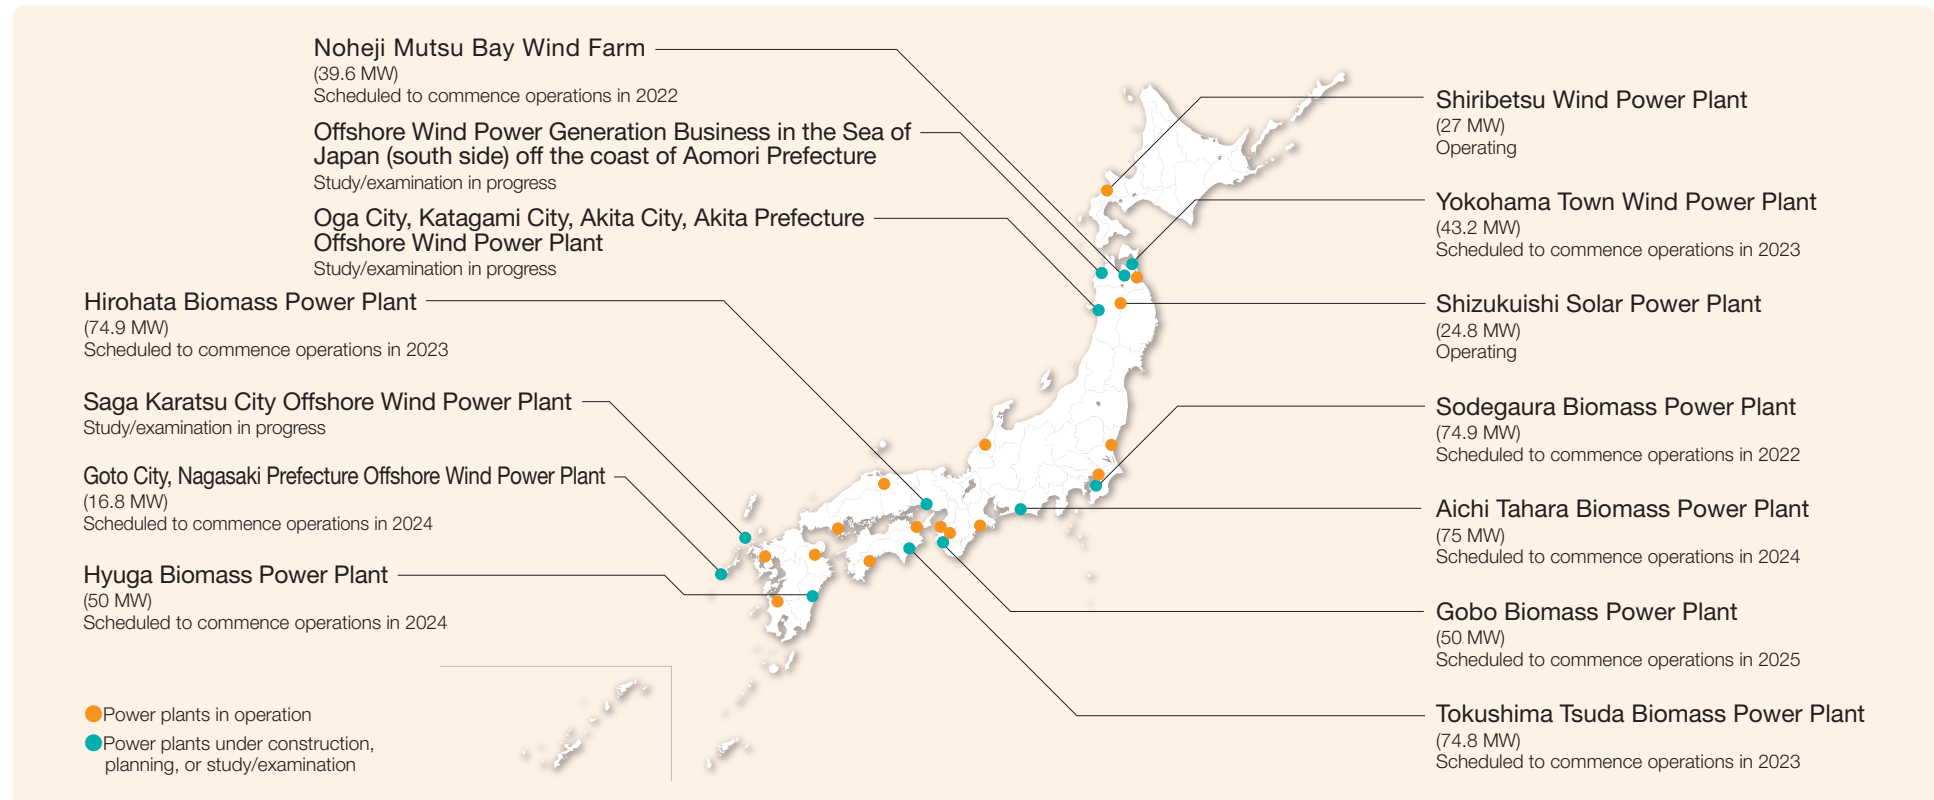 Noheji Mutsu Bay Wind Farm
(39.6 MW)
Scheduled to commence operations in 2022
Offshore Wind Power Generation Business in the Sea of
Japan (south side) off the coast of Aomori Prefecture
Study/examination in progress
Oga City, Katagami City, Akita City, Akita Prefecture
Offshore Wind Power Plant
Study/examination in progress
Hirohata Biomass Power Plant
(74.9 MW)
Scheduled to commence operations in 2023
Saga Karatsu City Offshore Wind Power Plant
Study/examination in progress
Goto City, Nagasaki Prefecture Offshore Wind Power Plant
(16.8 MW)
Scheduled to commence operations in 2024
Hyuga Biomass Power Plant
(50 MW)
Scheduled to commence operations in 2024
Power plants in operation
Power plants under construction,
planning, or study/examination
Shiribetsu Wind Power Plant
(27 MW)
Operating
Yokohama Town Wind Power Plant
(43.2 MW)
Scheduled to commence operations in 2023
Shizukuishi Solar Power Plant
(24.8 MW)
Operating
Sodegaura Biomass Power Plant
(74.9 MW)
Scheduled to commence operations in 2022
Aichi Tahara Biomass Power Plant
(75 MW)
Scheduled to commence operations in 2024
Gobo Biomass Power Plant
(50 MW)
Scheduled to commence operations in 2025
Tokushima Tsuda Biomass Power Plant
(74.8 MW)
Scheduled to commence operations in 2023